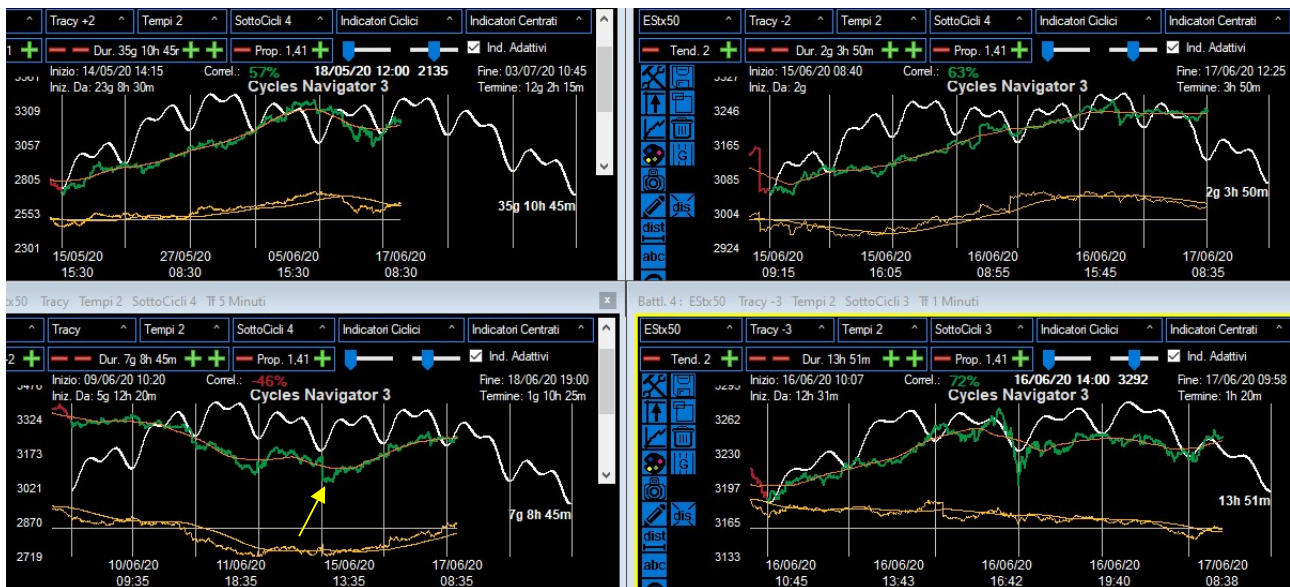 Tracy +2 ^ Tempi 2 ^ SottoCicli 4 ^ Indicatori Ciclici ^ Indicatori Centrati ^
Dur. 35g 10h 45m Prop. 1,41 Ind. Adattivi
Inizio: 14/05/20 14:15 Correl.: 57% 18/05/20 12:00 2135 Fine: 03/07/20 10:45
Iniz. Da: 23g 8h 30m Cycles Navigator 3 Termine: 12g 2h 15m
3309
3057
2805
35g 10h 45m
2553
2301
15/05/20 27/05/20 05/06/20 17/06/20
15:30 08:30 15:30 08:30
EStx50 ^ Tracy -2 ^ Tempi 2 ^ SottoCicli 4 ^ Indicatori Ciclici ^ Indicatori Centrati ^
Tend. 2 Dur. 2g 3h 50m Prop. 1,41 Ind. Adattivi
Inizio: 15/06/20 08:40 Correl.: 63% Fine: 17/06/20 12:25
Iniz. Da: 2g Cycles Navigator 3 Termine: 3h 50m
3327
3246
3165
3085
2g 3h 50m
3004
2924
G
dis
dist
abc
15/06/20 15/06/20 16/06/20 16/06/20 17/06/20
09:15 16:05 08:55 15:45 08:35
x50 Tracy Tempi 2 SottoCicli 4 Tf 5 Minuti x
^ Tracy ^ Tempi 2 ^ SottoCicli 4 ^ Indicatori Ciclici ^ Indicatori Centrati ^
-2 Dur. 7g 8h 45m Prop. 1,41 Ind. Adattivi
Inizio: 09/06/20 10:20 Correl.: -46% Fine: 18/06/20 19:00
Iniz. Da: 5g 12h 20m Cycles Navigator 3 Termine: 1g 10h 25m
3476
3324
3173
3021
7g 8h 45m
2870
2719
10/06/20 11/06/20 15/06/20 17/06/20
09:35 18:35 13:35 08:35
Battl. 4 : EStx50 Tracy -3 Tempi 2 SottoCicli 3 Tf 1 Minuti
EStx50 ^ Tracy -3 ^ Tempi 2 ^ SottoCicli 3 ^ Indicatori Ciclici ^ Indicatori Centrati ^
Tend. 2 Dur. 13h 51m Prop. 1,41 Ind. Adattivi
Inizio: 16/06/20 10:07 Correl.: 72% 16/06/20 14:00 3292 Fine: 17/06/20 09:58
Iniz. Da: 12h 31m Cycles Navigator 3 Termine: 1h 20m
3262
3230
3197
13h 51m
3165
3133
G
dis
dist
abc
16/06/20 16/06/20 16/06/20 16/06/20 17/06/20
10:45 13:43 16:42 19:40 08:38